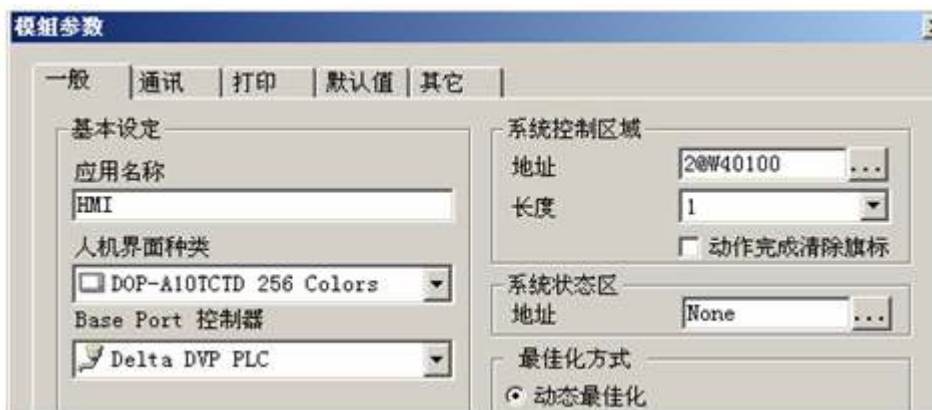 模组参数
一般 通讯 打印 默认值 其它
基本设定
应用名称
HMI
人机界面种类
DOP-A10TCTD 256 Colors
Base Port 控制器
Delta DVP PLC
系统控制区域
地址 2@W40100 ...
长度 1
动作完成清除旗标
系统状态区
地址 None ...
最佳化方式
动态最佳化